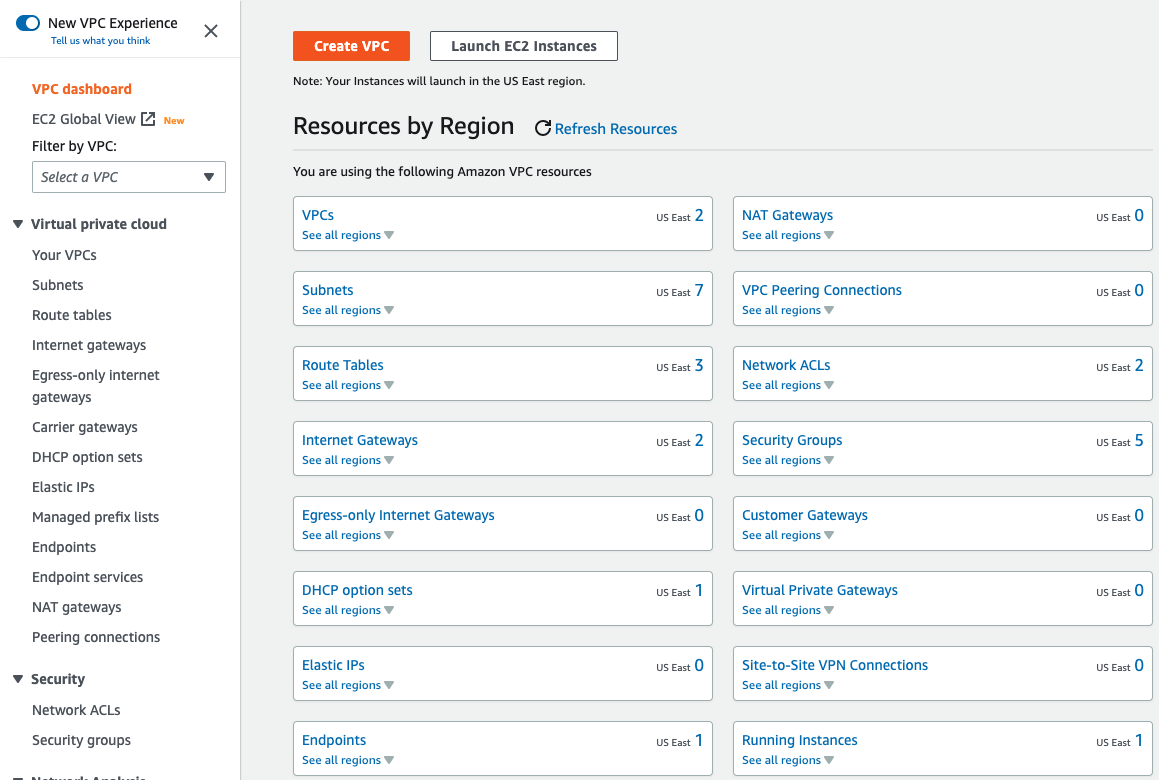 New VPC Experience
Tell us what you think
VPC dashboard
EC2 Global View New
Filter by VPC:
Select a VPC
Virtual private cloud
Your VPCs
Subnets
Route tables
Internet gateways
Egress-only internet
gateways
Carrier gateways
DHCP option sets
Elastic IPs
Managed prefix lists
Endpoints
Endpoint services
NAT gateways
Peering connections
Security
Network ACLs
Security groups
Network Analysis
Create VPC
Launch EC2 Instances
Note: Your Instances will launch in the US East region.
Resources by Region
Refresh Resources
You are using the following Amazon VPC resources
VPCs US East 2
See all regions
NAT Gateways US East 0
See all regions
Subnets US East 7
See all regions
VPC Peering Connections US East 0
See all regions
Route Tables US East 3
See all regions
Network ACLs US East 2
See all regions
Internet Gateways US East 2
See all regions
Security Groups US East 5
See all regions
Egress-only Internet Gateways US East 0
See all regions
Customer Gateways US East 0
See all regions
DHCP option sets US East 1
See all regions
Virtual Private Gateways US East 0
See all regions
Elastic IPs US East 0
See all regions
Site-to-Site VPN Connections US East 0
See all regions
Endpoints US East 1
See all regions
Running Instances US East 1
See all regions